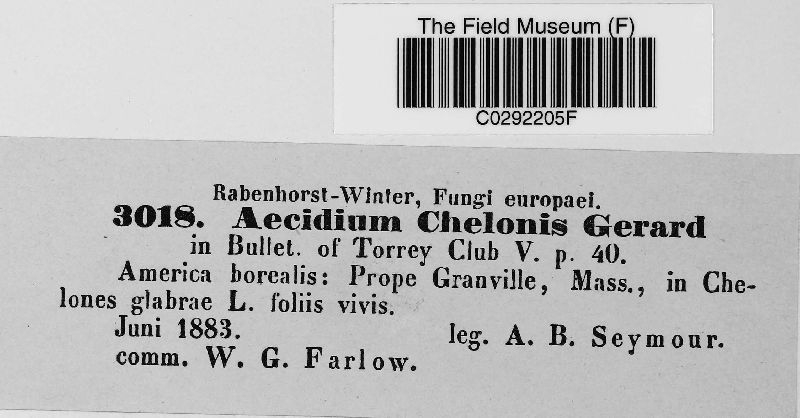 The Field Museum (F)
C0292205F
Rabenhorst-Winter, Fungi europaei.
3018. Aecidium Chelonis Gerard
in Bullet. of Torrey Club V. p. 40.
America borealis: Prope Granville, Mass., in Che-
lones glabrae L. foliis vivis.
Juni 1883. leg. A. B. Seymour.
comm. W. G. Farlow.